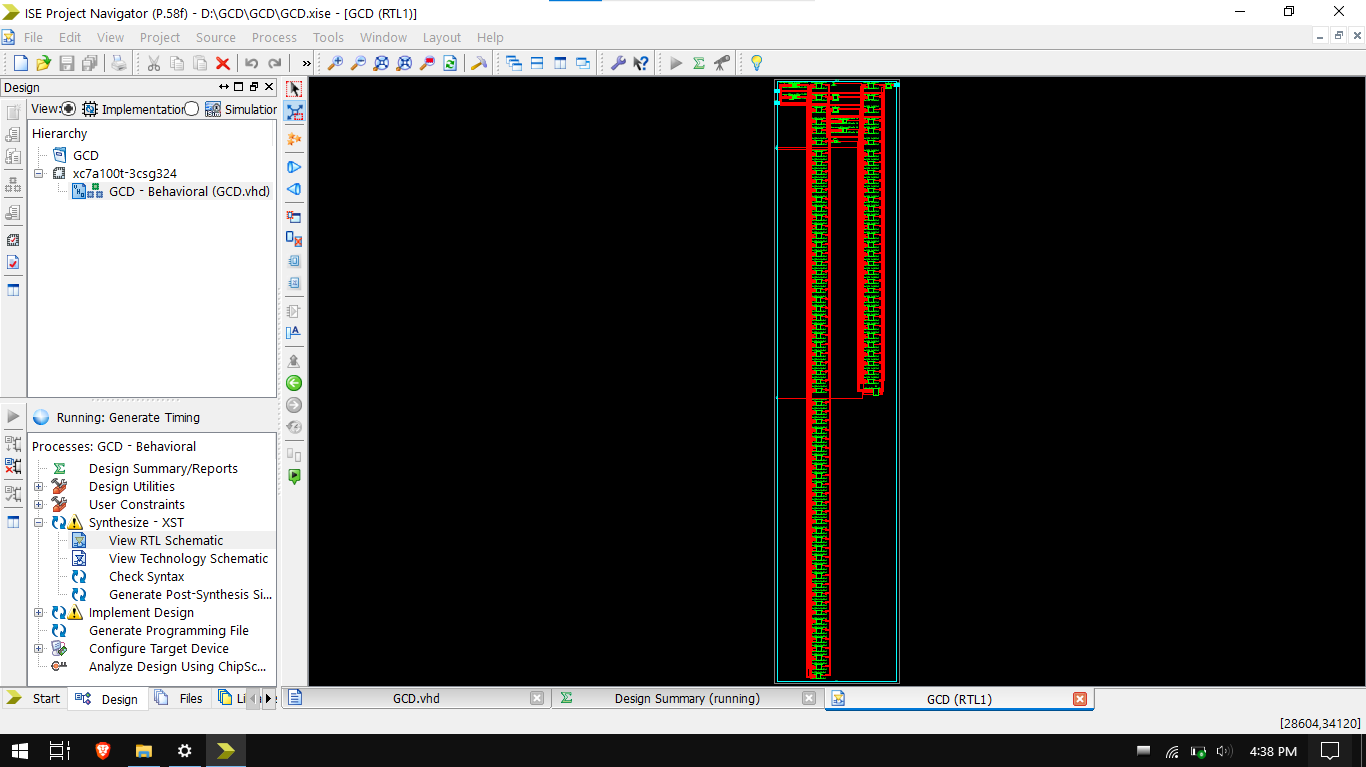 ISE Project Navigator (P.58f) - D:\GCD\GCD\GCD.xise - [GCD (RTL1)]
File Edit View Project Source Process Tools Window Layout Help
Design
View: Implementation Simulation
Hierarchy
GCD
xc7a100t-3csg324
GCD - Behavioral (GCD.vhd)
Running: Generate Timing
Processes: GCD - Behavioral
Design Summary/Reports
Design Utilities
User Constraints
Synthesize - XST
View RTL Schematic
View Technology Schematic
Check Syntax
Generate Post-Synthesis Si...
Implement Design
Generate Programming File
Configure Target Device
Analyze Design Using ChipSc...
Start Design Files
GCD.vhd
Design Summary (running)
GCD (RTL1)
[28604,34120]
4:38 PM